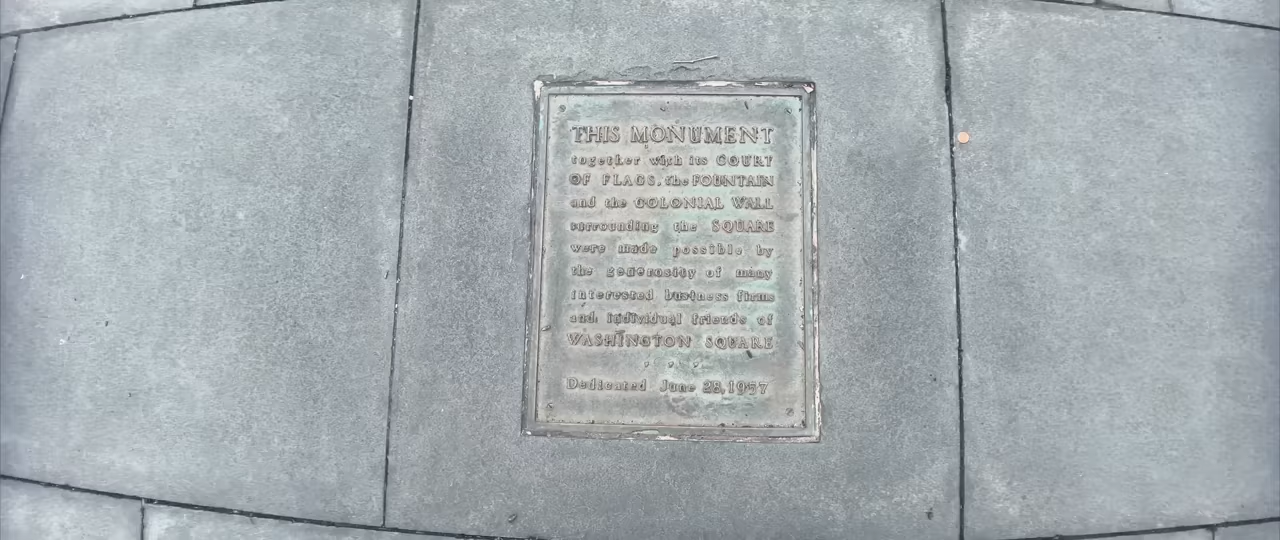 THIS MONUMENT
together with its COURT
OF FLAGS, the FOUNTAIN
and the COLONIAL WALL
surrounding the SQUARE
were made possible by
the generosity of many
interested business firms
and individual friends of
WASHINGTON SQUARE
Dedicated June 28, 1957